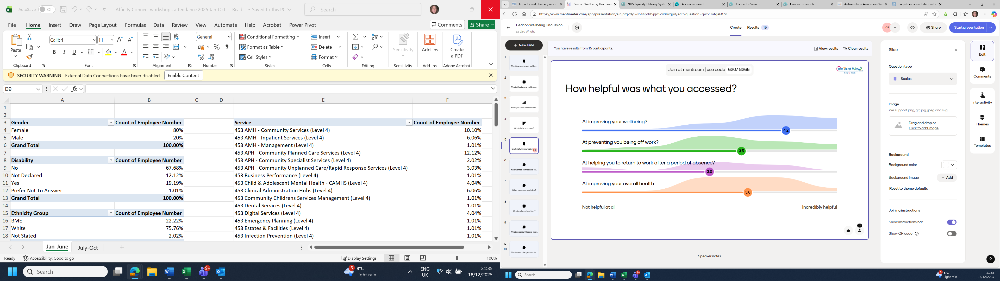 AutoSave Off Affinity Connect workshops attendance 2025 Jan-Oct - Read... • Saved to this PC Search
File Home Insert Draw Page Layout Formulas Data Review View Automate Help Acrobat Power Pivot Comments Share
Paste Calibri 11 General Conditional Formatting Insert Sensitivity Add-ins Create a PDF
B I U Format as Table Delete
Cell Styles Format
Clipboard Font Alignment Number Styles Cells Editing Sensitivity Add-ins Adobe Acrobat
SECURITY WARNING External Data Connections have been disabled Enable Content
D9 fx
A B C D E F
1
2
3 Gender Count of Employee Number Service Count of Employee Number
4 Female 80% 453 AMH - Community Services (Level 4) 10.10%
5 Male 20% 453 AMH - Inpatient Services (Level 4) 6.06%
6 Grand Total 100.00% 453 AMH - Management (Level 4) 1.01%
7 453 APH - Community Planned Care Services (Level 4) 12.12%
8 Disability Count of Employee Number 453 APH - Community Specialist Services (Level 4) 2.02%
9 No 67.68% 453 APH - Community Unplanned Care/Rapid Response Services (Level 4) 3.03%
10 Not Declared 12.12% 453 Business Performance (Level 4) 1.01%
11 Yes 19.19% 453 Child & Adolescent Mental Health - CAMHS (Level 4) 4.04%
12 Prefer Not To Answer 1.01% 453 Clinical Administration Hubs (Level 4) 6.06%
13 Grand Total 100.00% 453 Community Childrens Services Management (Level 4) 1.01%
14 453 Dental Services (Level 4) 1.01%
15 Ethnicity Group Count of Employee Number 453 Digital Services (Level 4) 4.04%
16 BME 22.22% 453 Emergency Planning (Level 4) 1.01%
17 White 75.76% 453 Estates & Facilities (Level 4) 1.01%
18 Not Stated 2.02% 453 Infection Prevention (Level 4) 1.01%
Jan-June July-Oct
Ready Accessibility: Good to go Display Settings 100%
Search 9+ 6 8°C Light rain ENG UK 21:35 18/12/2025
Equality and diversity report Beacon Wellbeing Discussio NHS Equality Delivery Syste Access required Connect - Search Connect - Search Antisemitism Awareness We English indices of deprivatio
https://www.mentimeter.com/app/presentation/alnjpfq2dyiws544pdd5jqo5c48bvqpd/edit?question=gwb1mtga687v
Beacon Wellbeing Discussion
Lisa Wright
Create Results 15
CF Share Start presentation
New slide
You have results from 15 participants.
View results Clear results
1 What is your current wellbei...
2 What affects your wellbein...
3 Have you used the wellbein...
4 What did you access?
5 How helpful was what y CF
6 If we wanted to measure th...
7 What makes a good day?
8 What makes a bad day?
9 What opportunities are ther...
10 What's your pledge to inclu...
Join at menti.com | use code 6207 8266
Care Trust Way
Time to Think
How helpful was what you accessed?
At improving your wellbeing?
4.2
At preventing you being off work?
3.5
At helping you to return to work after a period of absence?
3.0
At improving your overall health
3.6
Not helpful at all Incredibly helpful
11
Speaker notes
Slide
Question type
Scales
Image
We support png, gif, jpg, jpeg and svg
Drag and drop or
Click to add image
Background
Background color
Background image Add
Reset to theme defaults
Joining instructions
Show instructions bar
Show QR code
Edit
Comments
Interactivity
Themes
Templates
Search 9+ 6 8°C Light rain 21:35 18/12/2025